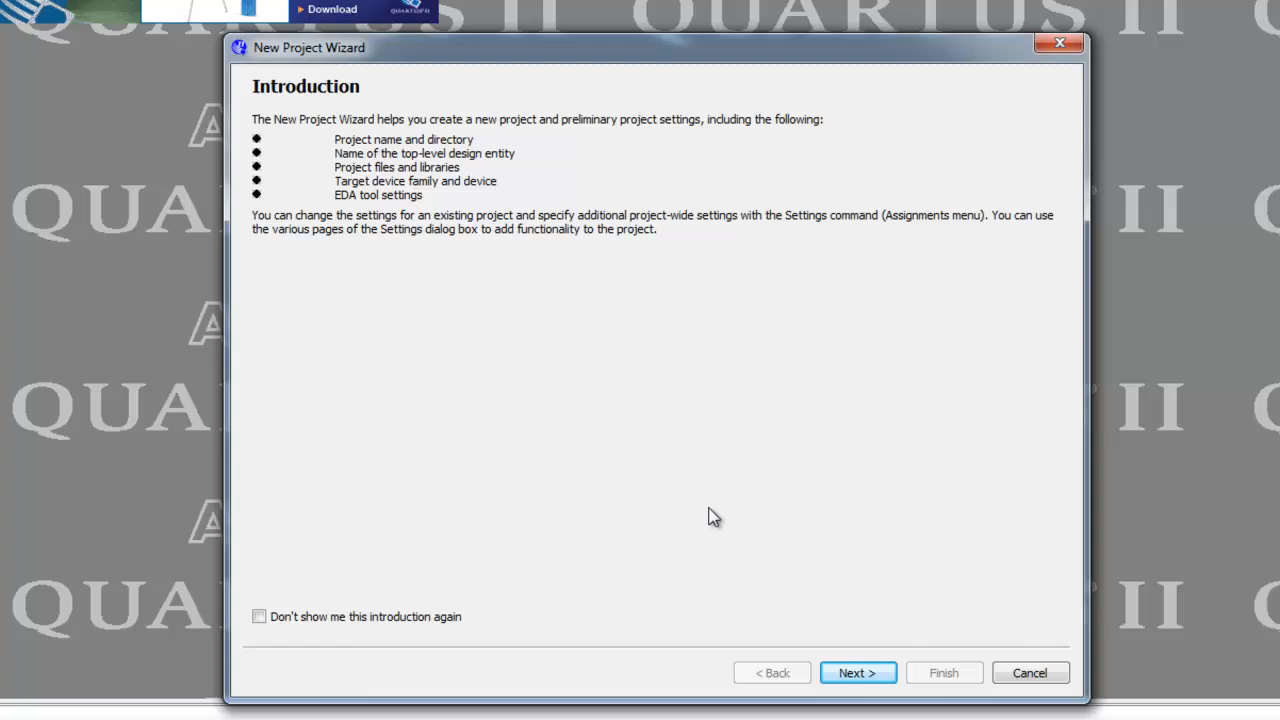 Download
QUARTUS II
QUARTUS II
New Project Wizard
Introduction
The New Project Wizard helps you create a new project and preliminary project settings, including the following:
Project name and directory
Name of the top-level design entity
Project files and libraries
Target device family and device
EDA tool settings
You can change the settings for an existing project and specify additional project-wide settings with the Settings command (Assignments menu). You can use
the various pages of the Settings dialog box to add functionality to the project.
Don't show me this introduction again
< Back
Next >
Finish
Cancel